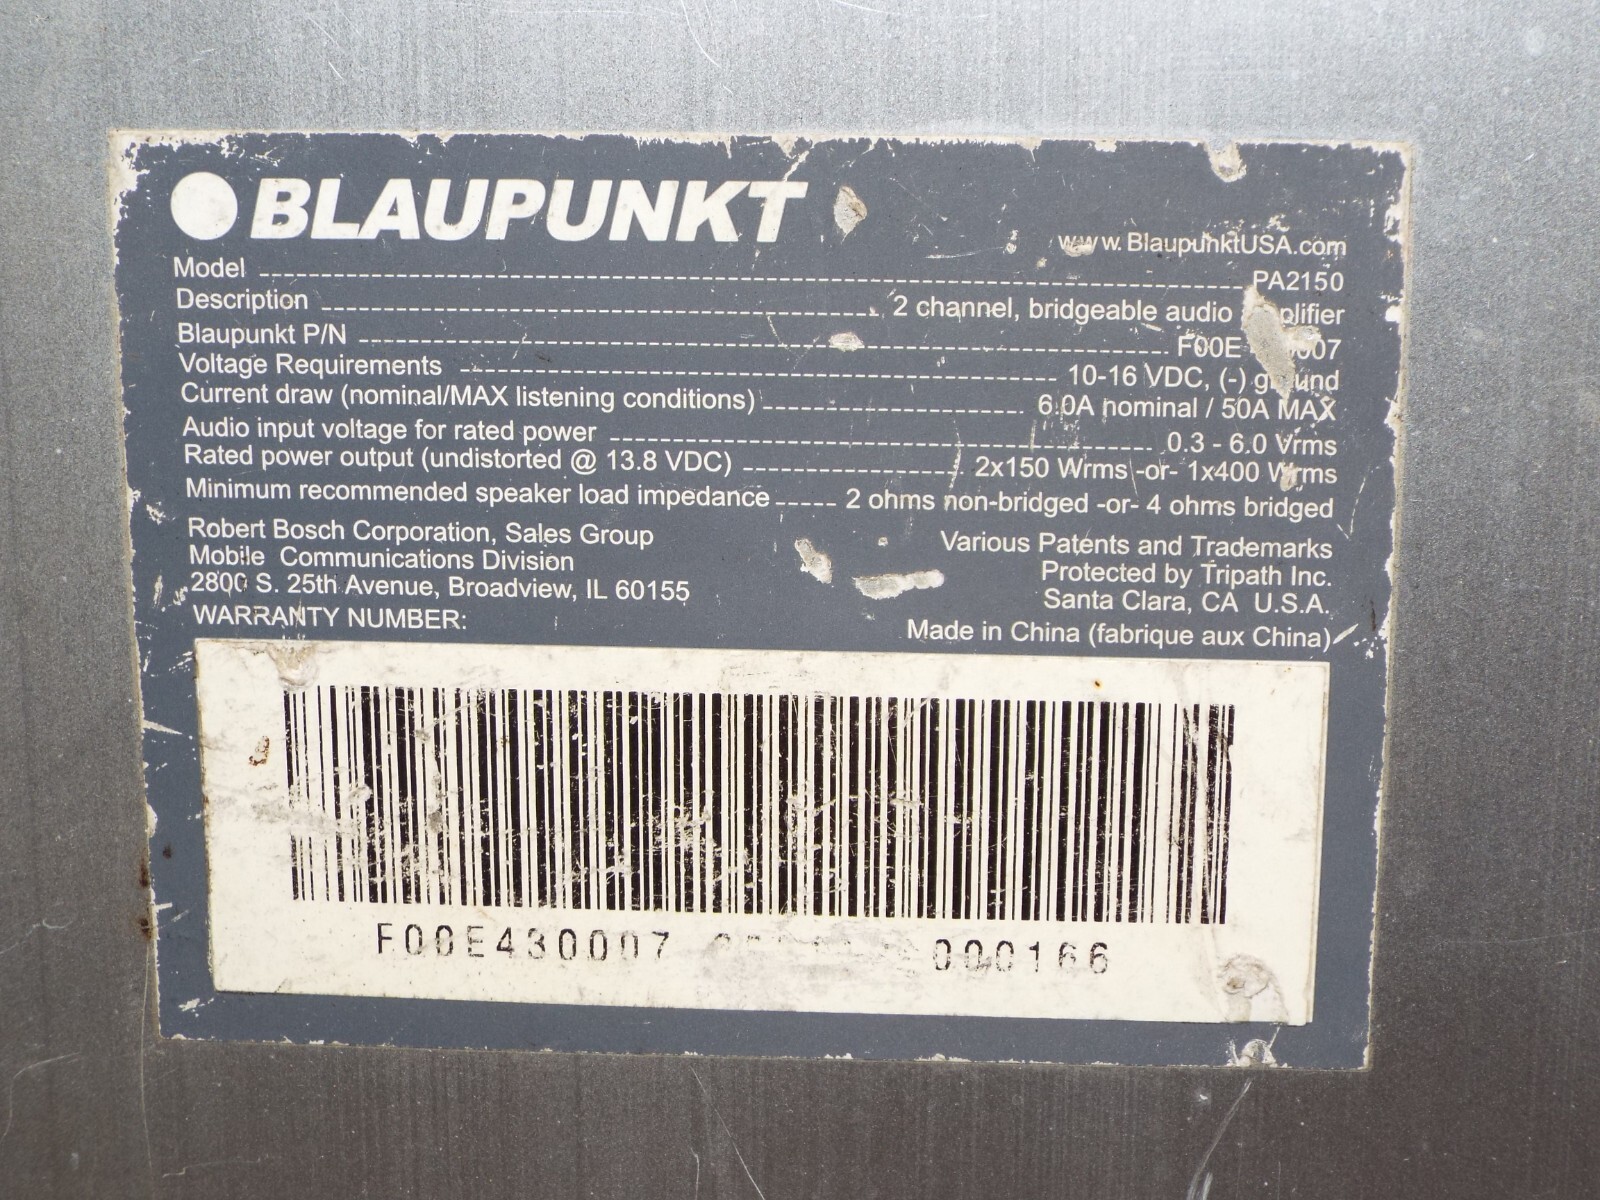 BLAUPUNKT
www.BlaupunktUSA.com
Model PA2150
Description 2 channel, bridgeable audio
Blaupunkt P/N
Voltage Requirements 10-16 VDC, (-) ground
Current draw (nominal/MAX listening conditions) 6.0A nominal / 50A MAX
Audio input voltage for rated power 0.3 - 6.0 Vrms
Rated power output (undistorted @ 13.8 VDC) 2x150 Wrms -or- 1x400 Wrms
Minimum recommended speaker load impedance 2 ohms non-bridged -or- 4 ohms bridged
Robert Bosch Corporation, Sales Group
Mobile Communications Division
2800 S. 25th Avenue, Broadview, IL 60155
WARRANTY NUMBER:
Various Patents and Trademarks
Protected by Tripath Inc.
Santa Clara, CA U.S.A.
Made in China (fabrique aux China)
F00E430007 000166